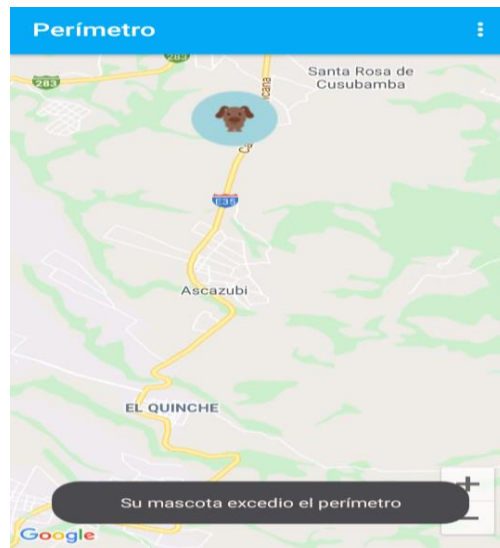 Perímetro
283
283
Santa Rosa de
Cusubamba
E35
Ascazubi
EL QUINCHE
Su mascota excedio el perímetro
Google